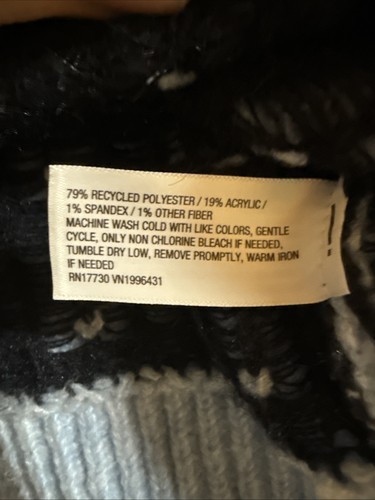 79% RECYCLED POLYESTER / 19% ACRYLIC /
1% SPANDEX / 1% OTHER FIBER
MACHINE WASH COLD WITH LIKE COLORS, GENTLE
CYCLE, ONLY NON CHLORINE BLEACH IF NEEDED,
TUMBLE DRY LOW, REMOVE PROMPTLY, WARM IRON
IF NEEDED
RN17730 VN1996431